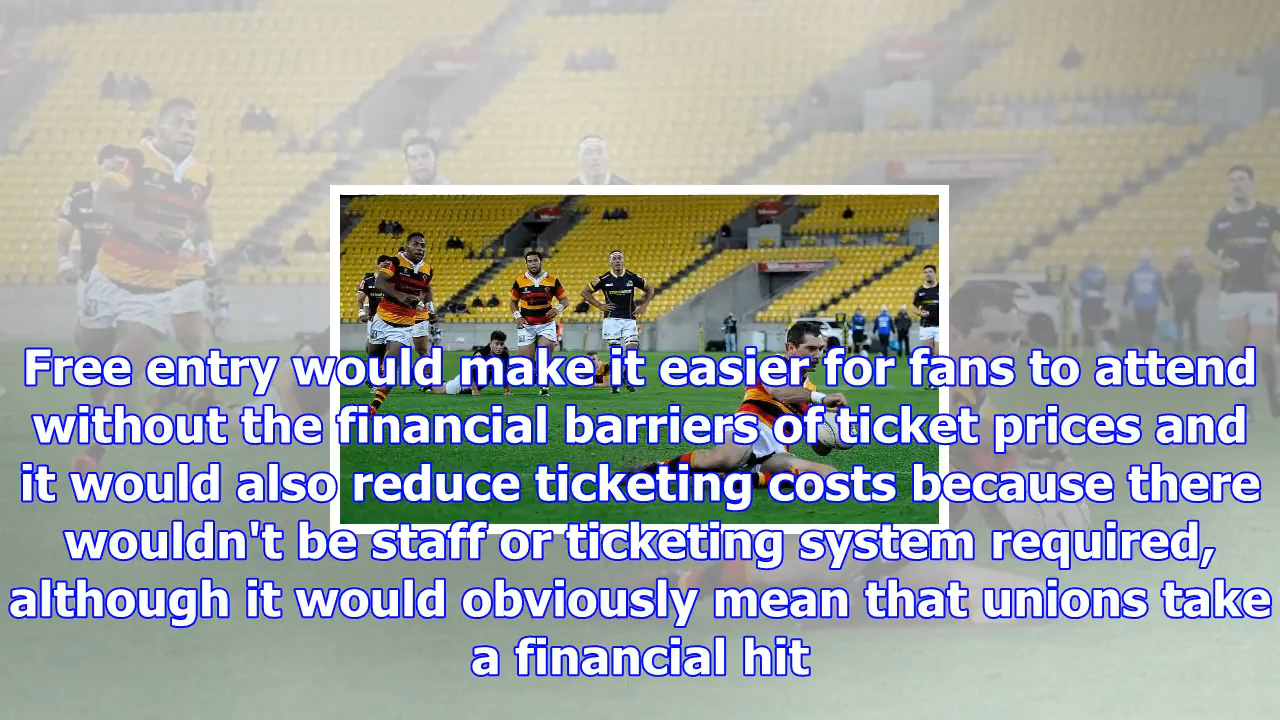 Free entry would make it easier for fans to attend
without the financial barriers of ticket prices and
it would also reduce ticketing costs because there
wouldn't be staff or ticketing system required,
although it would obviously mean that unions take
a financial hit